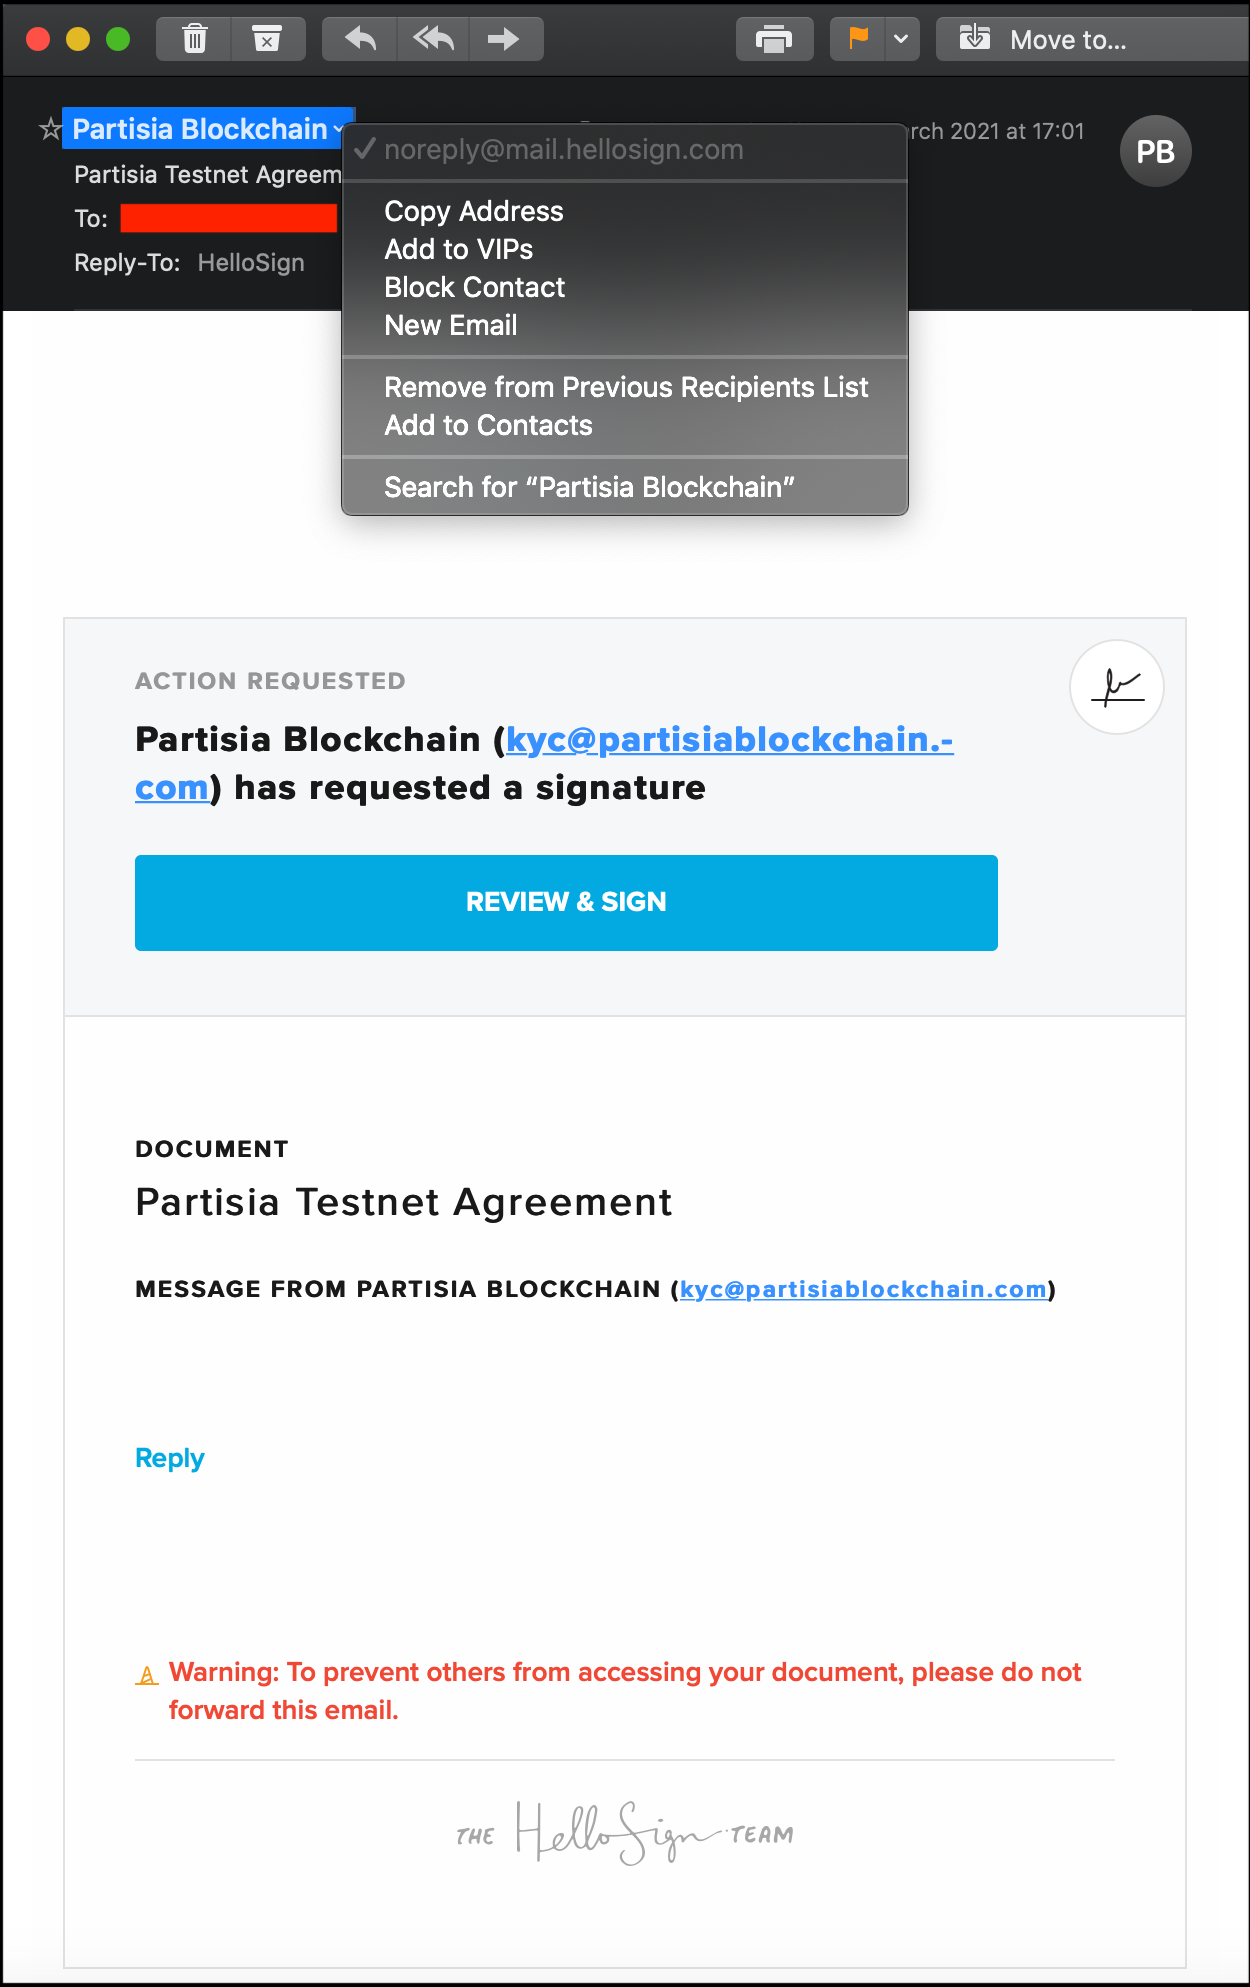 Move to...
Partisia Blockchain
rch 2021 at 17:01
PB
noreply@mail.hellosign.com
Partisia Testnet Agreem
To:
Reply-To: HelloSign
Copy Address
Add to VIPs
Block Contact
New Email
Remove from Previous Recipients List
Add to Contacts
Search for “Partisia Blockchain”
ACTION REQUESTED
Partisia Blockchain (kyc@partisiablockchain.-
com) has requested a signature
REVIEW & SIGN
DOCUMENT
Partisia Testnet Agreement
MESSAGE FROM PARTISIA BLOCKCHAIN (kyc@partisiablockchain.com)
Reply
Warning: To prevent others from accessing your document, please do not
forward this email.
THE HelloSign TEAM